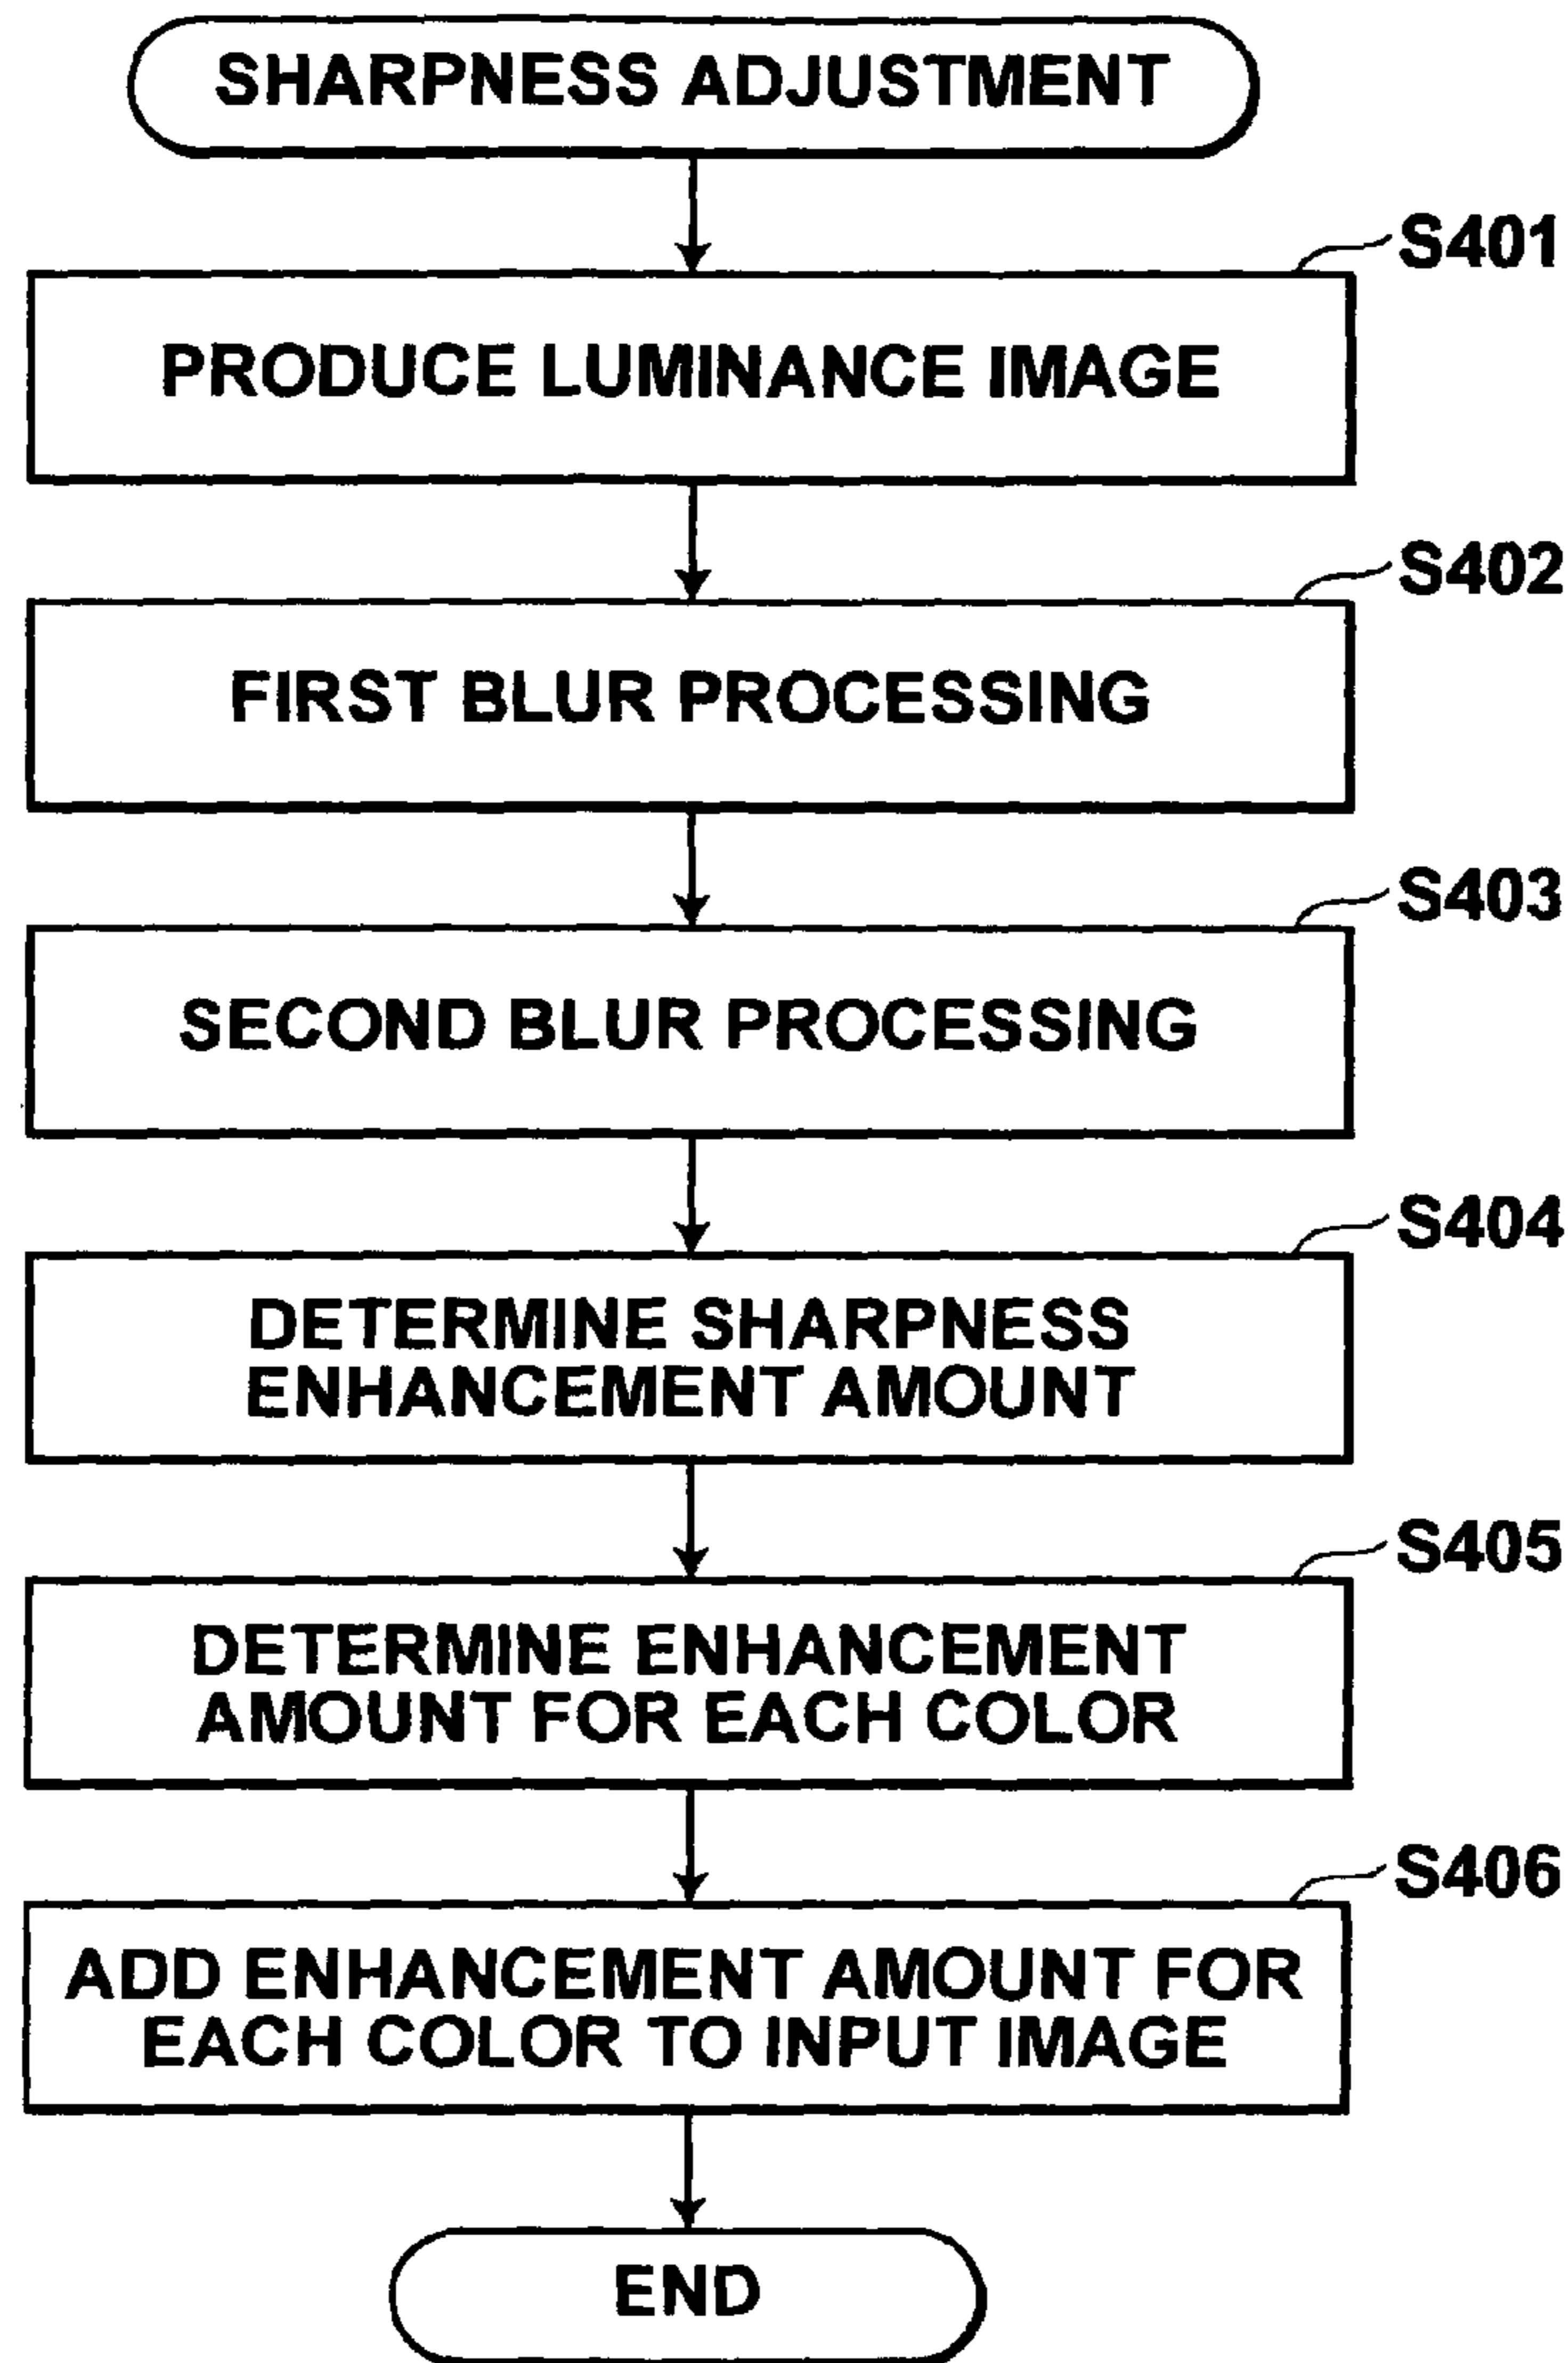 SHARPNESS ADJUSTMENT
S401
PRODUCE LUMINANCE IMAGE
S402
FIRST BLUR PROCESSING
S403
SECOND BLUR PROCESSING
S404
DETERMINE SHARPNESS
ENHANCEMENT AMOUNT
S405
DETERMINE ENHANCEMENT
AMOUNT FOR EACH COLOR
S406
ADD ENHANCEMENT AMOUNT FOR
EACH COLOR TO INPUT IMAGE
END